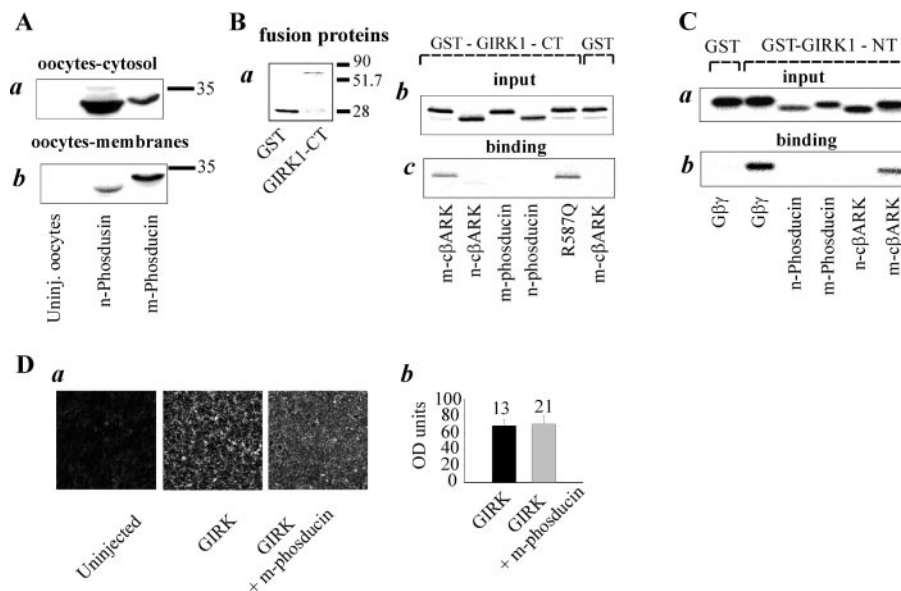 A
oocytes-cytosol
a
35
oocytes-membranes
b
35
Uninj. oocytes
n-Phosdusin
m-Phosducin
B
fusion proteins
a
90
51.7
28
GST
GIRK1-CT
GST - GIRK1 - CT
GST
input
b
binding
c
m-cβARK
n-cβARK
m-phosducin
n-phosducin
R587Q
m-cβARK
C
GST
GST-GIRK1 - NT
input
a
binding
b
Gβγ
Gβγ
n-Phosducin
m-Phosducin
n-cβARK
m-cβARK
D
a
Uninjected
GIRK
GIRK
+ m-phosducin
b
OD units
100
80
60
40
20
0
13
21
GIRK
GIRK
+ m-phosducin